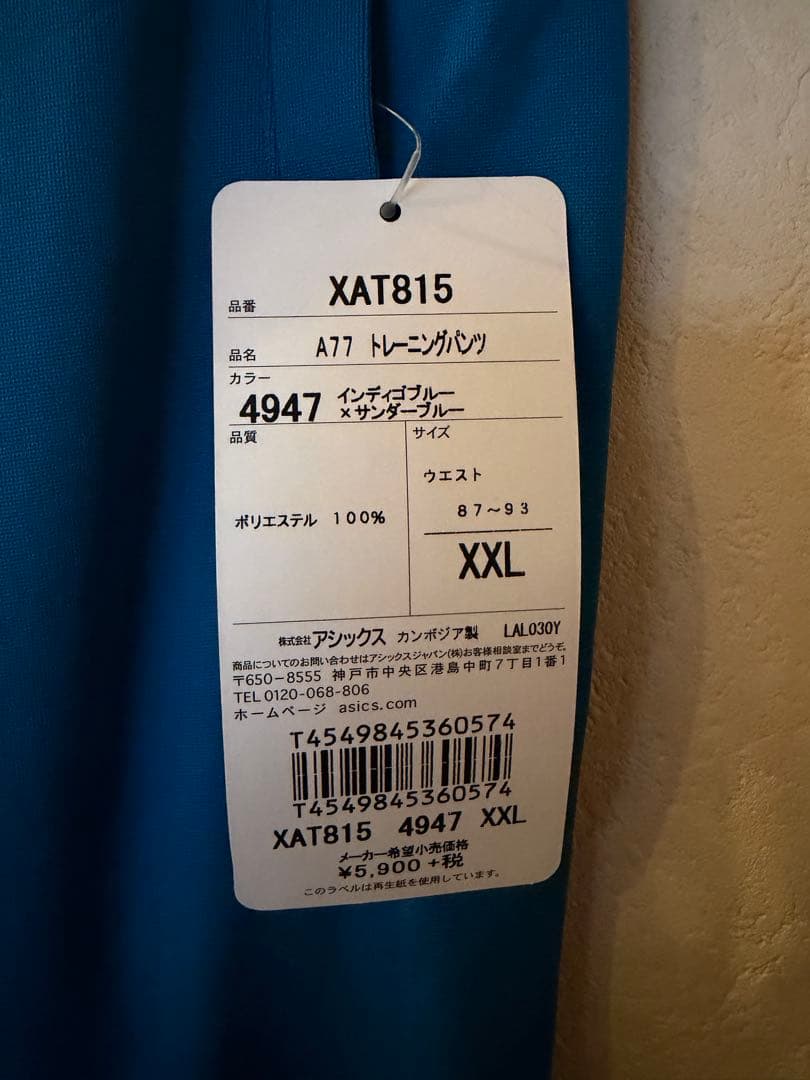 品番 XAT815
品名 A77 トレーニングパンツ
カラー
4947 インディゴブルー
×サンダーブルー
品質
ポリエステル 100%
サイズ
ウエスト
87~93
XXL
株式会社アシックス カンボジア製 LAL030Y
商品についてのお問い合わせはアシックスジャパン(株)お客様相談室までどうぞ。
〒650-8555 神戸市中央区港島中町7丁目1番1
TEL 0120-068-806
ホームページ asics.com
T4549845360574
T4549845360574
XAT815 4947 XXL
メーカー希望小売価格
¥5,900+税
このラベルは再生紙を使用しています。